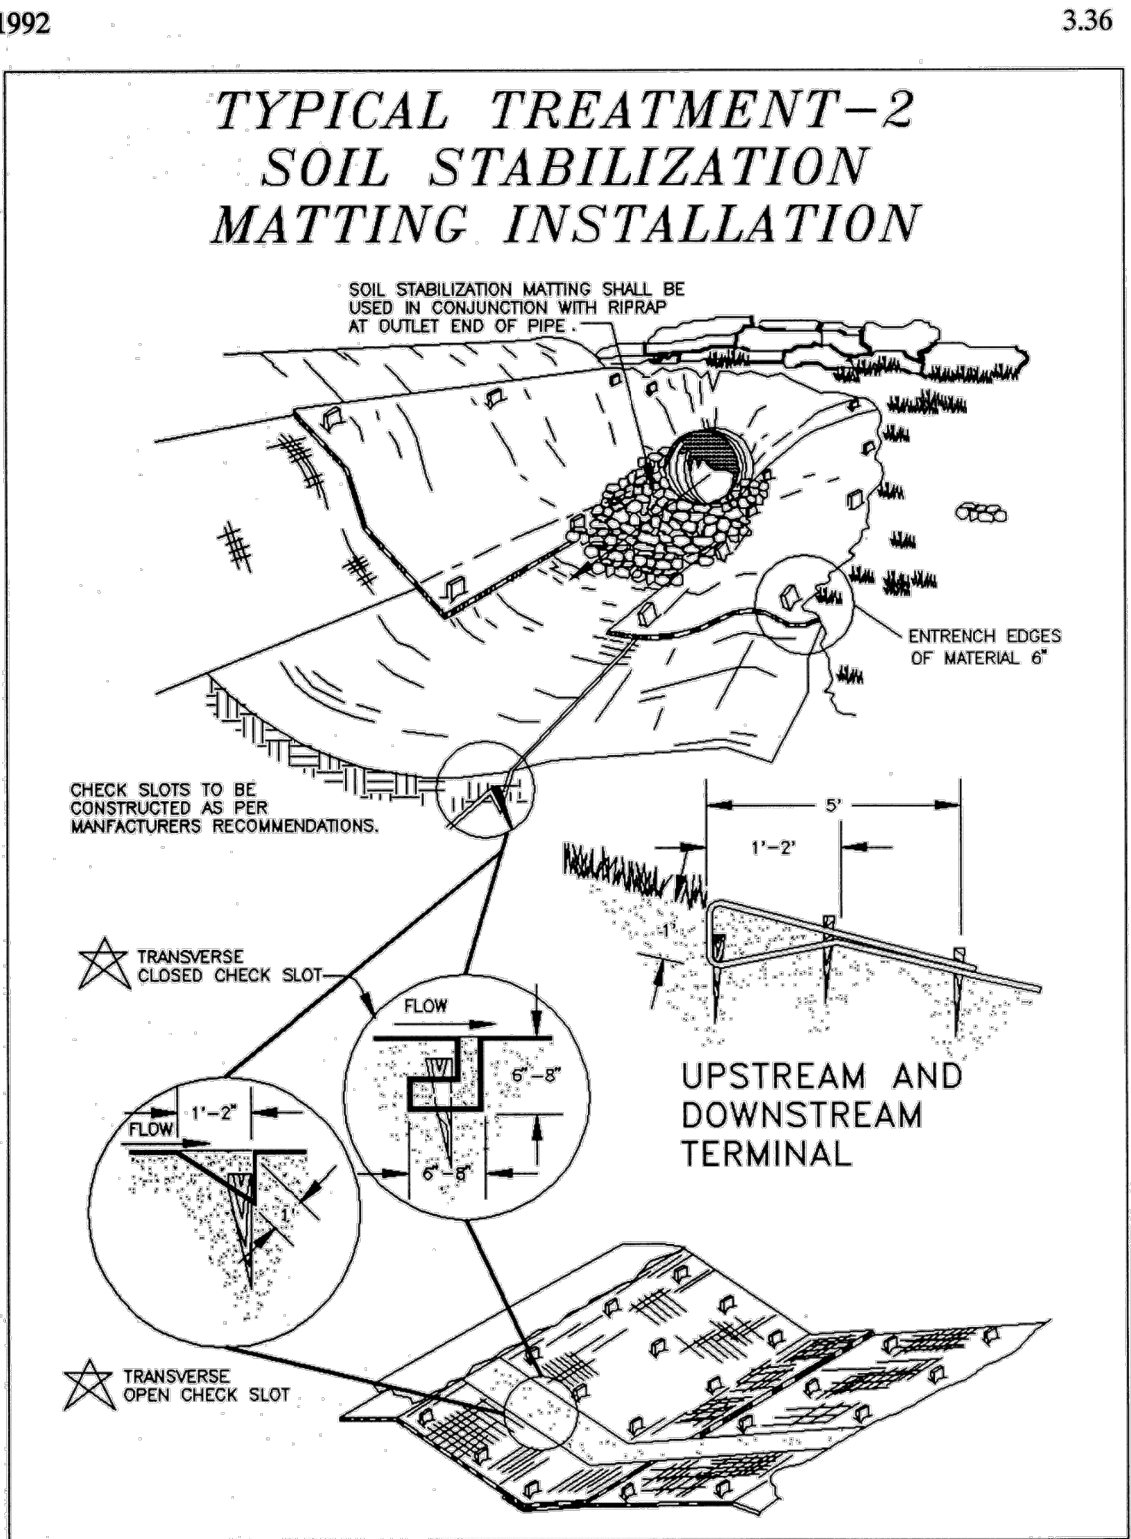 1992
3.36
TYPICAL TREATMENT-2
SOIL STABILIZATION
MATTING INSTALLATION
SOIL STABILIZATION MATTING SHALL BE
USED IN CONJUNCTION WITH RIPRAP
AT OUTLET END OF PIPE.
ENTRENCH EDGES
OF MATERIAL 6"
CHECK SLOTS TO BE
CONSTRUCTED AS PER
MANFACTURERS RECOMMENDATIONS.
5'
1'-2'
1'
TRANSVERSE
CLOSED CHECK SLOT
FLOW
6"-8"
6"-8"
UPSTREAM AND
DOWNSTREAM
TERMINAL
1'-2"
FLOW
1'
TRANSVERSE
OPEN CHECK SLOT